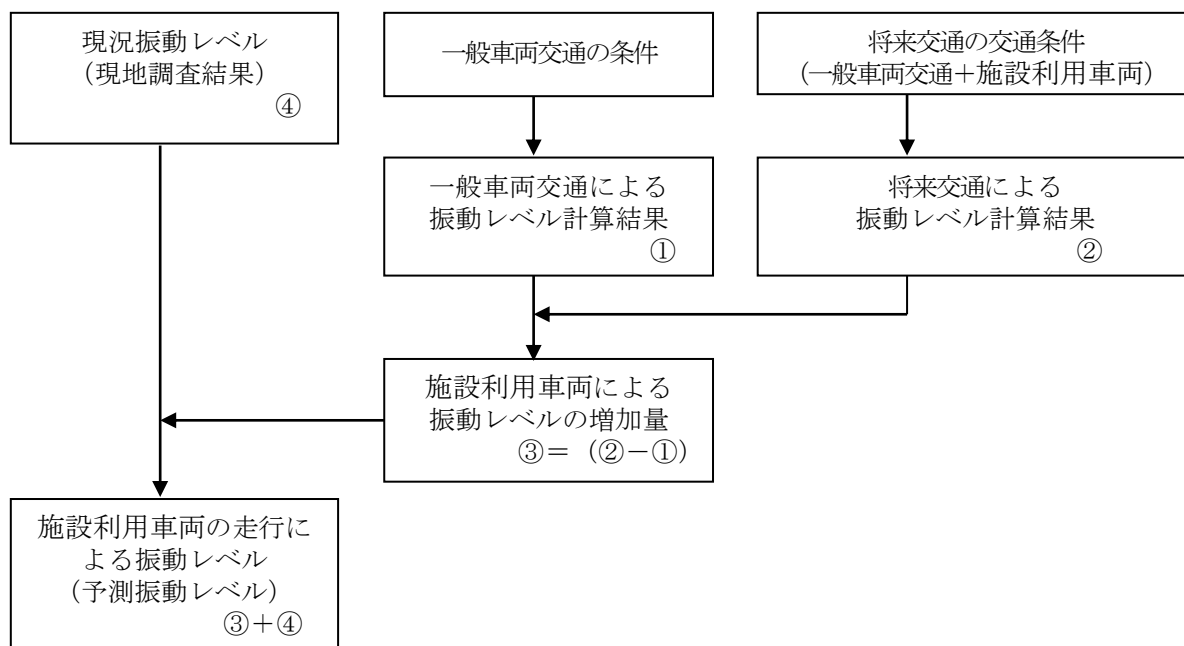 現況振動レベル
（現地調査結果）
④
一般車両交通の条件
将来交通の交通条件
（一般車両交通＋施設利用車両）
一般車両交通による
振動レベル計算結果
①
将来交通による
振動レベル計算結果
②
施設利用車両による
振動レベルの増加量
③＝（②－①）
施設利用車両の走行に
よる振動レベル
（予測振動レベル）
③＋④